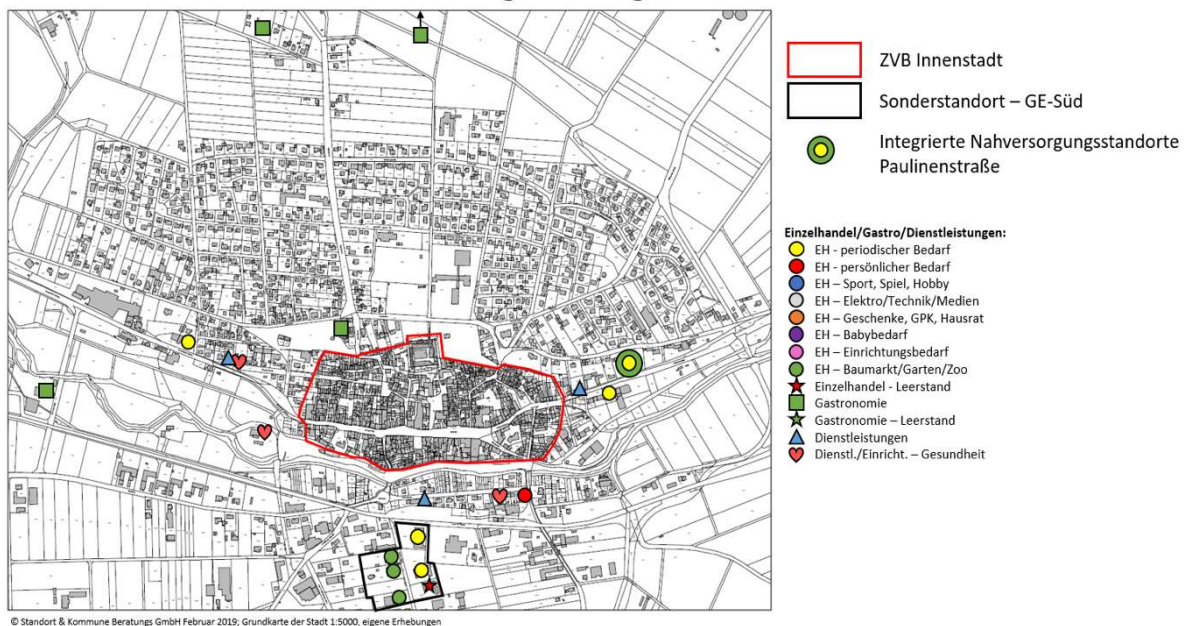 ZVB Innenstadt
Sonderstandort – GE-Süd
Integrierte Nahversorgungsstandorte
Paulinenstraße
Einzelhandel/Gastro/Dienstleistungen:
EH - periodischer Bedarf
EH - persönlicher Bedarf
EH – Sport, Spiel, Hobby
EH – Elektro/Technik/Medien
EH – Geschenke, GPK, Hausrat
EH – Babybedarf
EH – Einrichtungsbedarf
EH – Baumarkt/Garten/Zoo
Einzelhandel - Leerstand
Gastronomie
Gastronomie – Leerstand
Dienstleistungen
Dienstl./Einricht. – Gesundheit
© Standort & Kommune Beratungs GmbH Februar 2019; Grundkarte der Stadt 1:5000, eigene Erhebungen